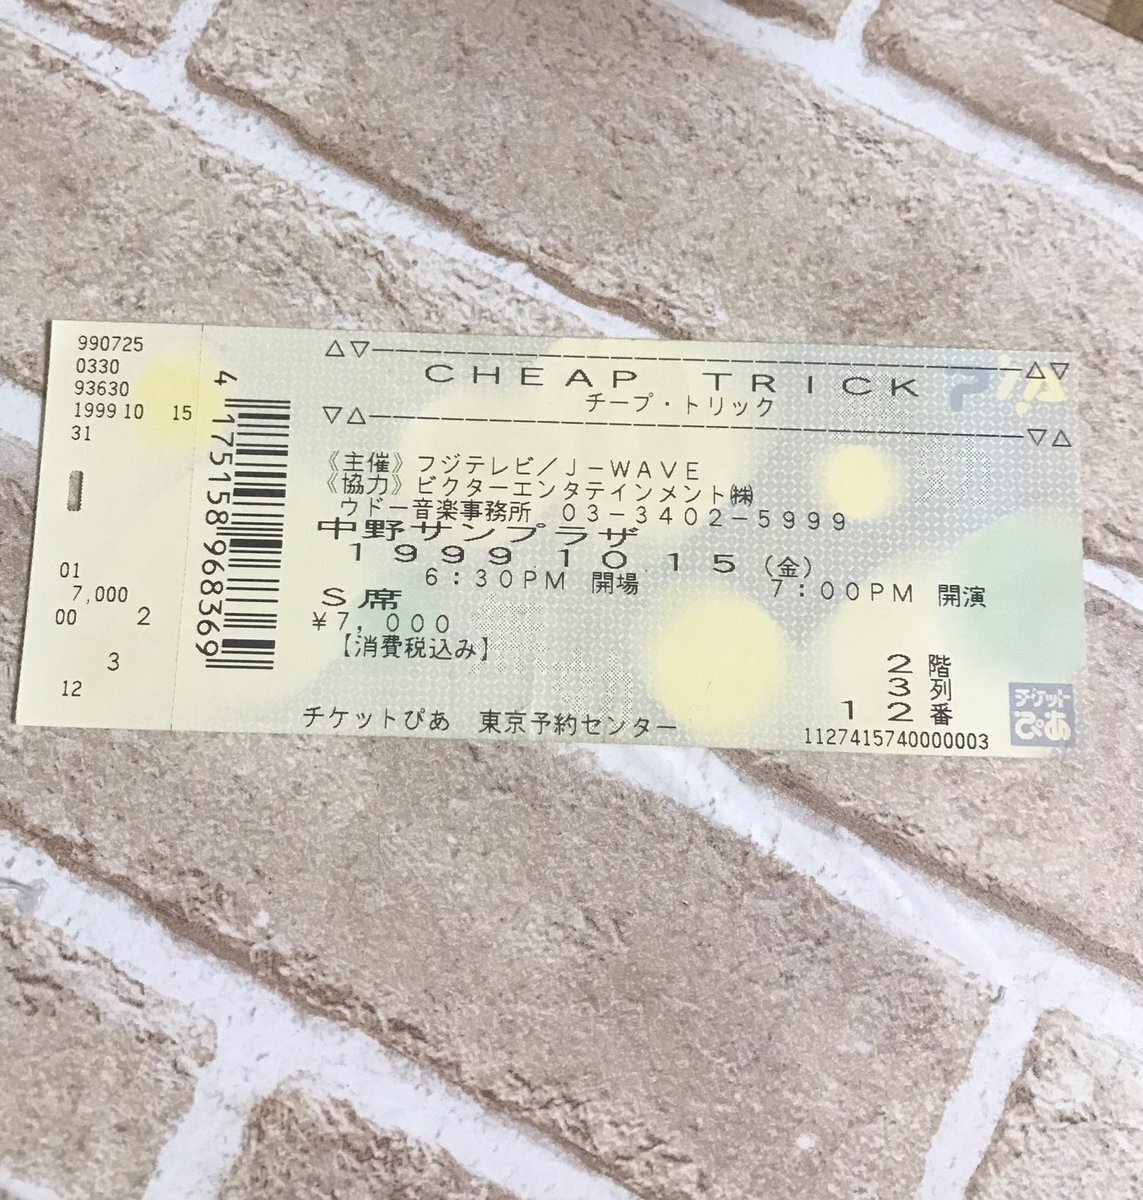 990725
0330
93630
1999 10 15
31
01
7,000
00 2
3
12
4 175158 968369
△▽――――――――――――――――――――――――――△▽
CHEAP TRICK
チープ・トリック
▽△――――――――――――――――――――――――――▽△
PIA
《主催》フジテレビ/J-WAVE
《協力》ビクターエンタテインメント㈱
ウドー音楽事務所 03-3402-5999
中野サンプラザ
1999.10.15(金)
6:30PM 開場 7:00PM 開演
S席
¥7,000
【消費税込み】
2階
3列
12番
チケットぴあ 東京予約センター
1127415740000003
チケット
ぴあ